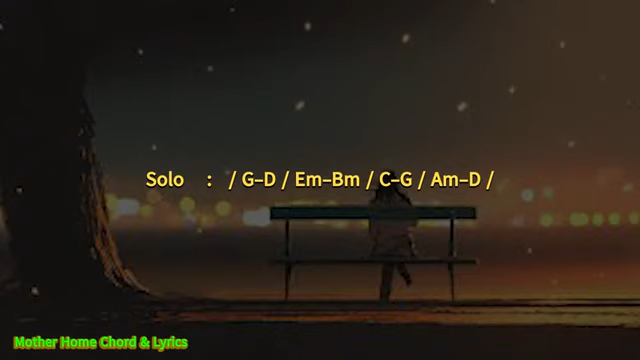 Solo : / G–D / Em–Bm / C–G / Am–D /
Mother Home Chord & Lyrics